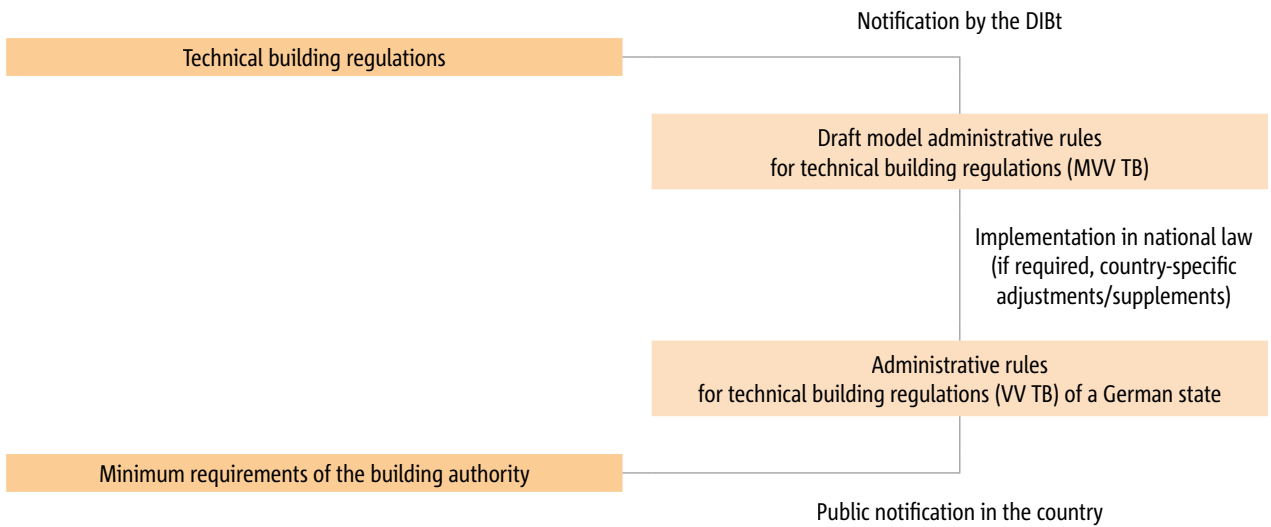 Notification by the DIBt
Technical building regulations
Draft model administrative rules
for technical building regulations (MVV TB)
Implementation in national law
(if required, country-specific
adjustments/supplements)
Administrative rules
for technical building regulations (VV TB) of a German state
Minimum requirements of the building authority
Public notification in the country